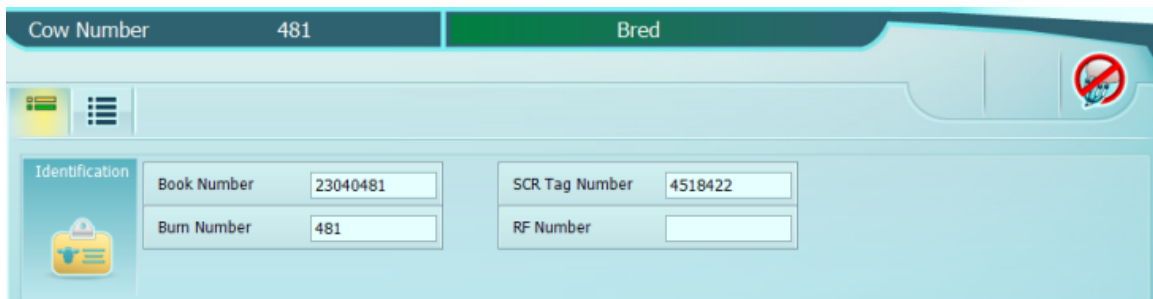 Cow Number 481 Bred
Identification
Book Number 23040481 SCR Tag Number 4518422
Burn Number 481 RF Number